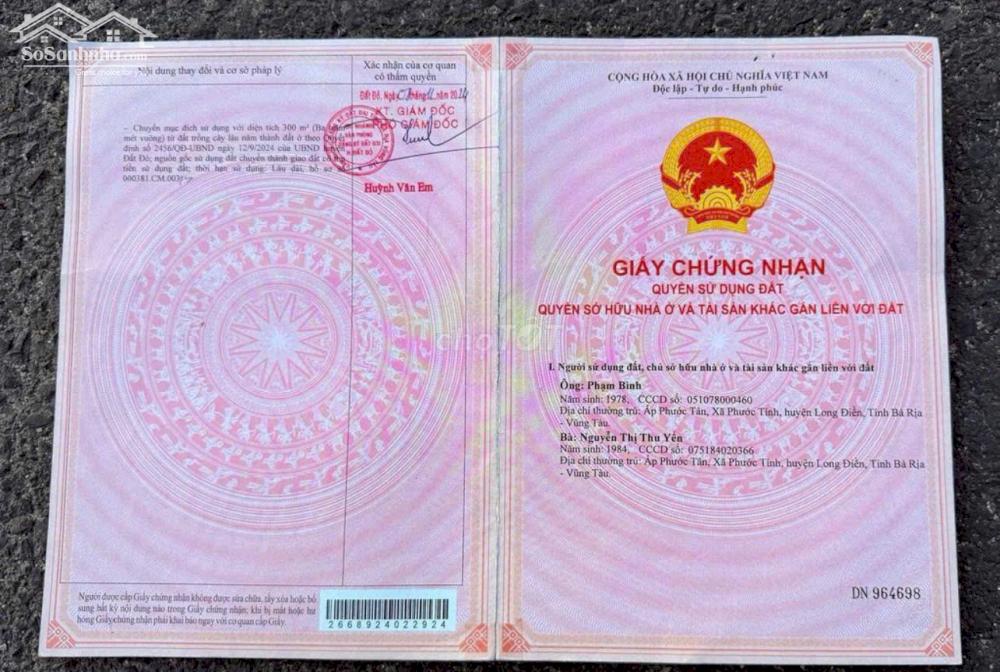 SoSanhnha.com
Nội dung thay đổi và cơ sở pháp lý
Xác nhận của cơ quan
có thẩm quyền
- Chuyển mục đích sử dụng với diện tích 300 m² (Ba trăm
mét vuông) từ đất trồng cây lâu năm thành đất ở theo Quyết
định số 2456/QĐ-UBND ngày 12/9/2024 của UBND huyện
Đất Đỏ; nguồn gốc sử dụng đất chuyển thành giao đất có thu
tiền sử dụng đất; thời hạn sử dụng: Lâu dài, hồ sơ số
000381.CM.003
Đất Đỏ, Ngày tháng 11 năm 2024
KT. GIÁM ĐỐC
PHÓ GIÁM ĐỐC
Huỳnh Văn Em
Người được cấp Giấy chứng nhận không được sửa chữa, tẩy xóa hoặc bổ
sung bất kỳ nội dung nào trong Giấy chứng nhận; khi bị mất hoặc hư
hỏng Giấy chứng nhận phải khai báo ngay với cơ quan cấp Giấy.
2668924022924
CỘNG HÒA XÃ HỘI CHỦ NGHĨA VIỆT NAM
Độc lập - Tự do - Hạnh phúc
GIẤY CHỨNG NHẬN
QUYỀN SỬ DỤNG ĐẤT
QUYỀN SỞ HỮU NHÀ Ở VÀ TÀI SẢN KHÁC GẮN LIỀN VỚI ĐẤT
chợTỐT
I. Người sử dụng đất, chủ sở hữu nhà ở và tài sản khác gắn liền với đất
Ông: Phạm Bình
Năm sinh: 1978, CCCD số: 051078000460
Địa chỉ thường trú: Ấp Phước Tân, Xã Phước Tỉnh, huyện Long Điền, Tỉnh Bà Rịa
- Vũng Tàu.
Bà: Nguyễn Thị Thu Yến
Năm sinh: 1984, CCCD số: 075184020366
Địa chỉ thường trú: Ấp Phước Tân, Xã Phước Tỉnh, huyện Long Điền, Tỉnh Bà Rịa
- Vũng Tàu.
DN 964698